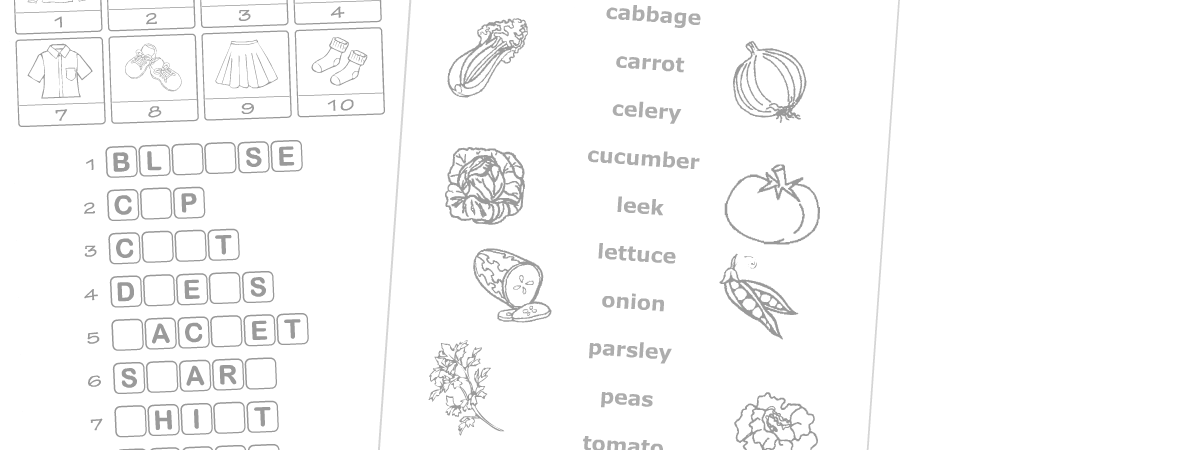 1 2 3 4
7 8 9 10
1 B L S E
2 C P
3 C T
4 D E S
5 A C E T
6 S A R
7 H I T
cabbage
carrot
celery
cucumber
leek
lettuce
onion
parsley
peas
tomato